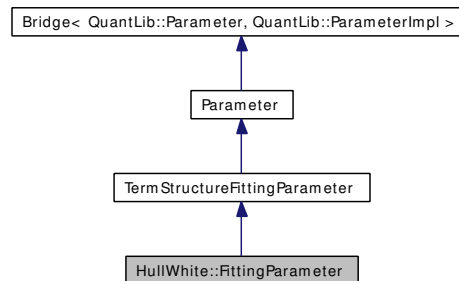 Bridge< QuantLib::Parameter, QuantLib::ParameterImpl >
Parameter
TermStructureFittingParameter
HullWhite::FittingParameter